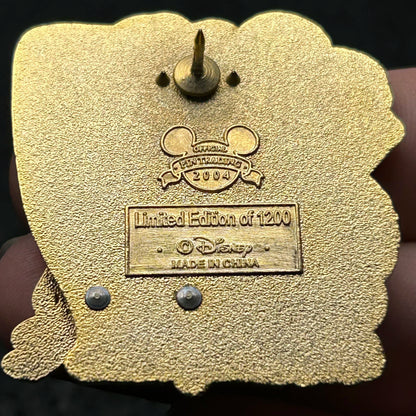 OFFICIAL
PIN TRADING
2004
Limited Edition of 1200
© Disney
MADE IN CHINA